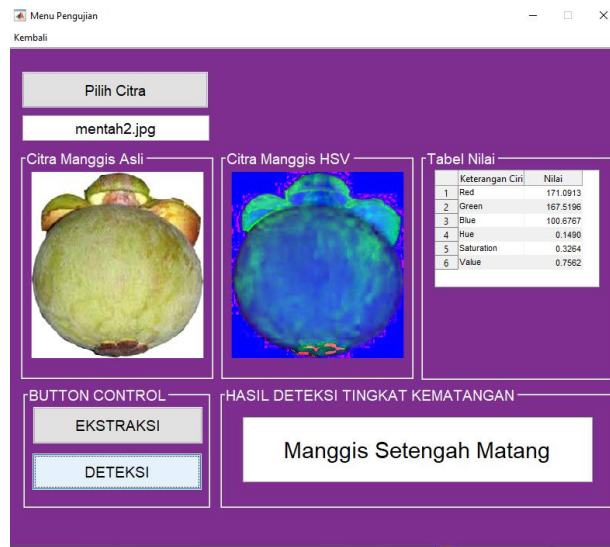 Menu Pengujian
Kembali
Pilih Citra
mentah2.jpg
Citra Manggis Asli
Citra Manggis HSV
Tabel Nilai
Keterangan Ciri Nilai
1 Red 171.0913
2 Green 167.5196
3 Blue 100.6767
4 Hue 0.1490
5 Saturation 0.3264
6 Value 0.7562
BUTTON CONTROL
EKSTRAKSI
DETEKSI
HASIL DETEKSI TINGKAT KEMATANGAN
Manggis Setengah Matang